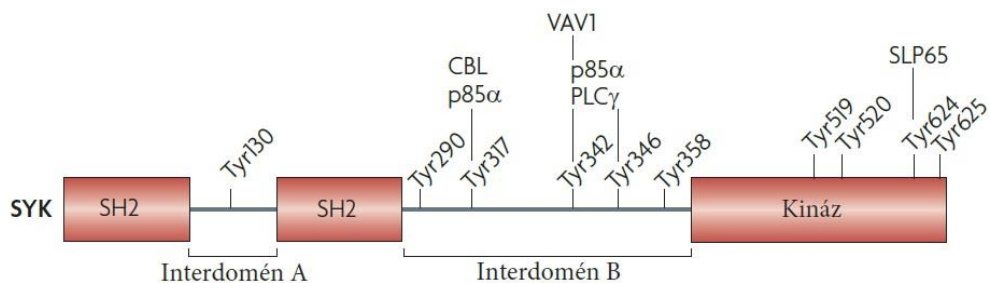 VAV1
CBL
p85α
p85α
PLCγ
SLP65
Tyr130
Tyr290
Tyr317
Tyr342
Tyr346
Tyr358
Tyr519
Tyr520
Tyr624
Tyr625
SYK
SH2
SH2
Kináz
Interdomén A
Interdomén B